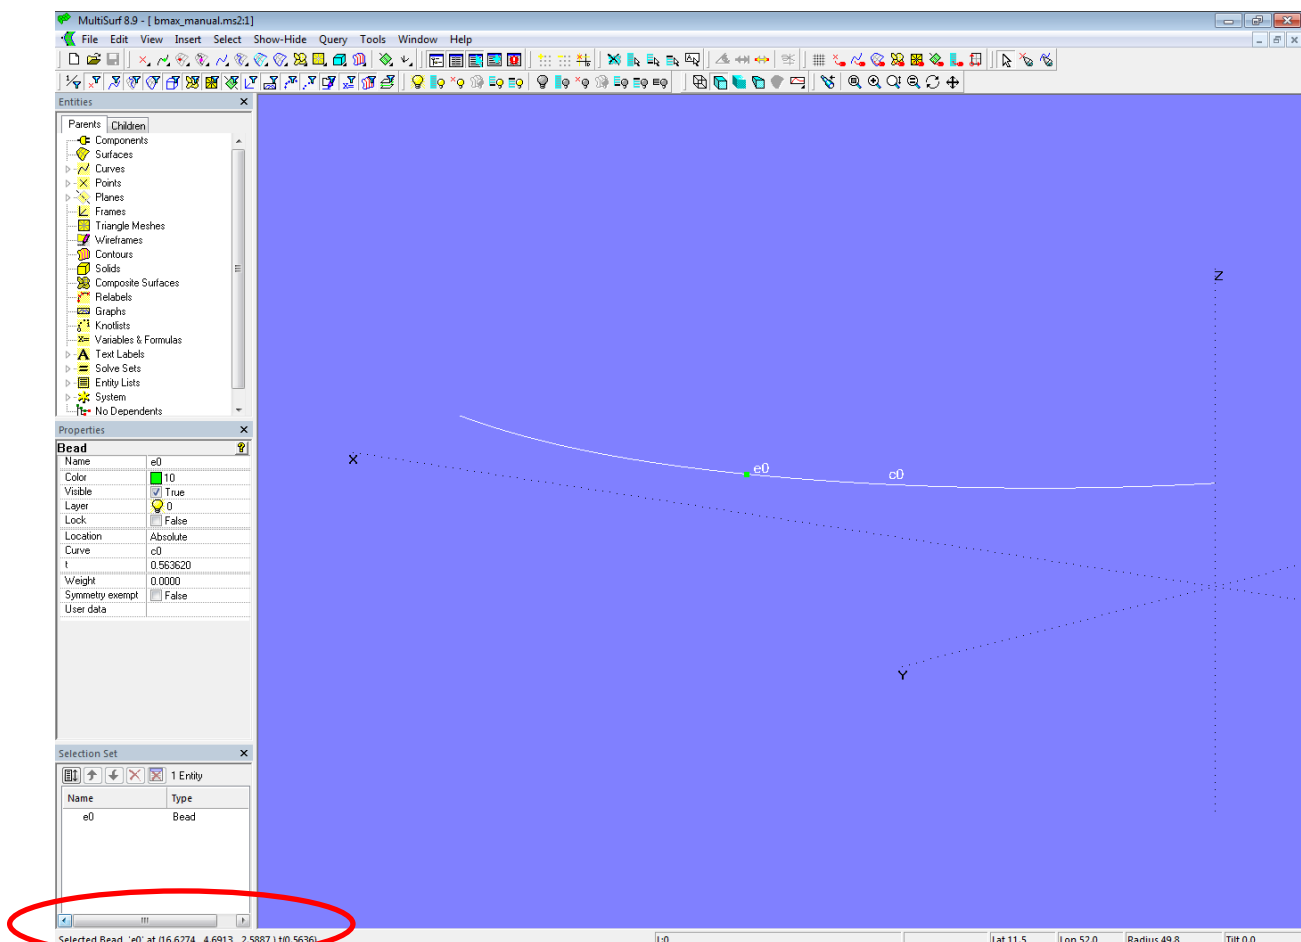 MultiSurf 8.9 - [ bmax_manual.ms2:1]
File Edit View Insert Select Show-Hide Query Tools Window Help
Entities
Parents Children
Components
Surfaces
Curves
Points
Planes
Frames
Triangle Meshes
Wireframes
Contours
Solids
Composite Surfaces
Relabels
Graphs
Knotlists
Variables & Formulas
Text Labels
Solve Sets
Entity Lists
System
No Dependents
Properties
Bead
Name e0
Color 10
Visible True
Layer 0
Lock False
Location Absolute
Curve c0
t 0.563620
Weight 0.0000
Symmetry exempt False
User data
Selection Set
1 Entity
Name Type
e0 Bead
Z
X
e0
c0
Y
Selected Bead 'e0' at (16.6274, 4.6913, 2.5887 ) t(0.5636)
L:0
Lat 11.5 Lon 52.0 Radius 49.8 Tilt 0.0